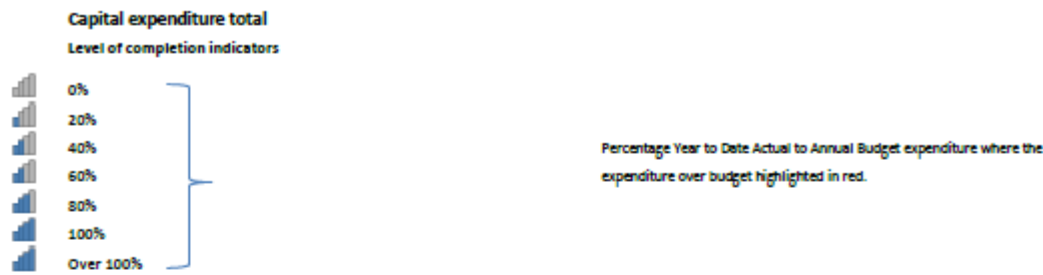 Capital expenditure total
Level of completion indicators
0%
20%
40%
60%
80%
100%
Over 100%
Percentage Year to Date Actual to Annual Budget expenditure where the
expenditure over budget highlighted in red.